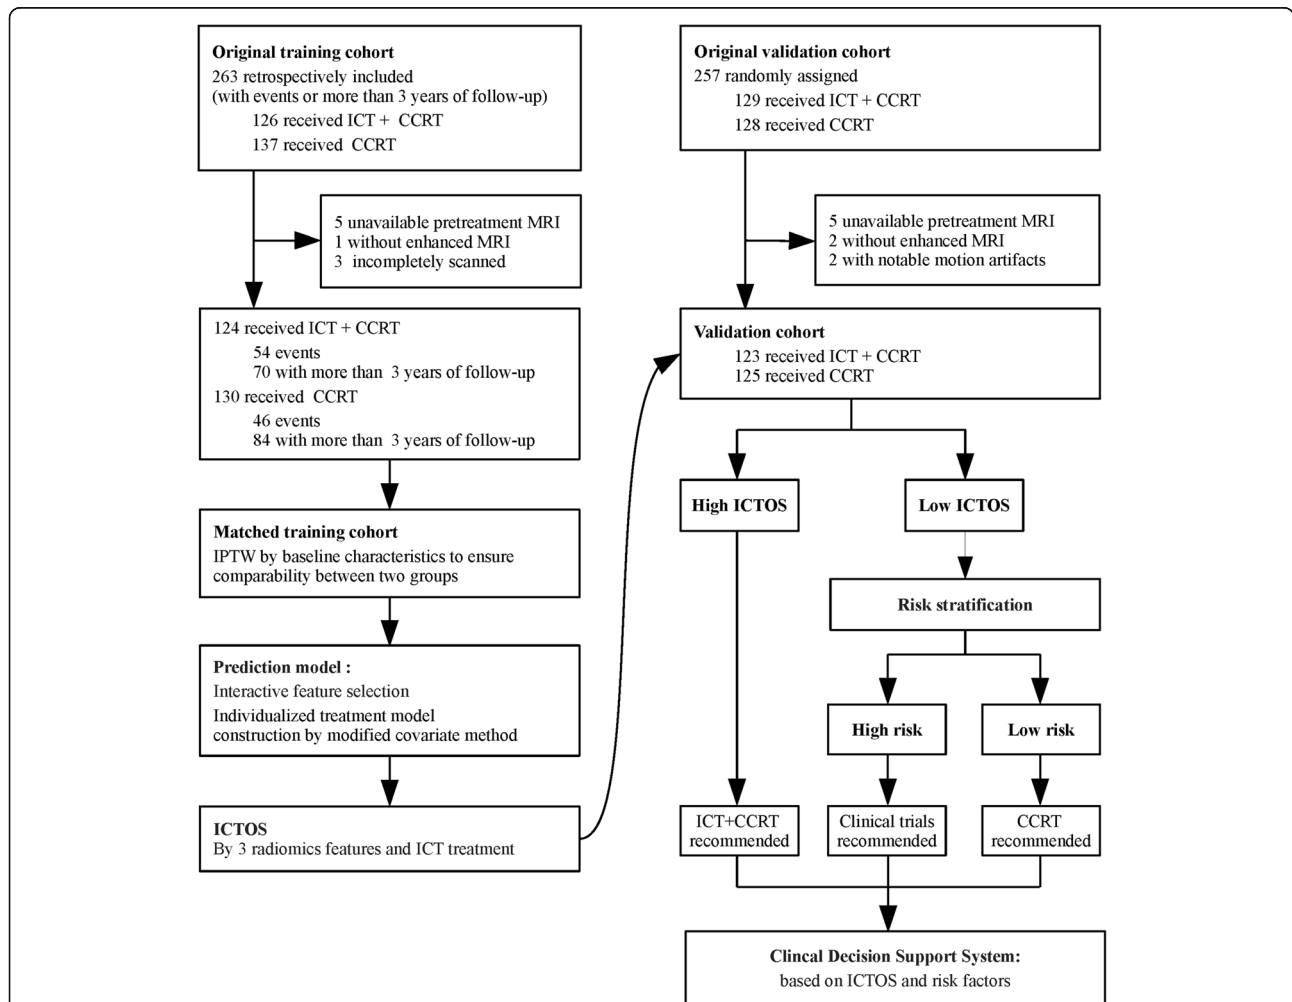 Original training cohort
263 retrospectively included
(with events or more than 3 years of follow-up)
126 received ICT + CCRT
137 received CCRT
5 unavailable pretreatment MRI
1 without enhanced MRI
3 incompletely scanned
124 received ICT + CCRT
54 events
70 with more than 3 years of follow-up
130 received CCRT
46 events
84 with more than 3 years of follow-up
Matched training cohort
IPTW by baseline characteristics to ensure
comparability between two groups
Prediction model :
Interactive feature selection
Individualized treatment model
construction by modified covariate method
ICTOS
By 3 radiomics features and ICT treatment
Original validation cohort
257 randomly assigned
129 received ICT + CCRT
128 received CCRT
5 unavailable pretreatment MRI
2 without enhanced MRI
2 with notable motion artifacts
Validation cohort
123 received ICT + CCRT
125 received CCRT
High ICTOS
Low ICTOS
Risk stratification
High risk
Low risk
ICT+CCRT
recommended
Clinical trials
recommended
CCRT
recommended
Clincal Decision Support System:
based on ICTOS and risk factors